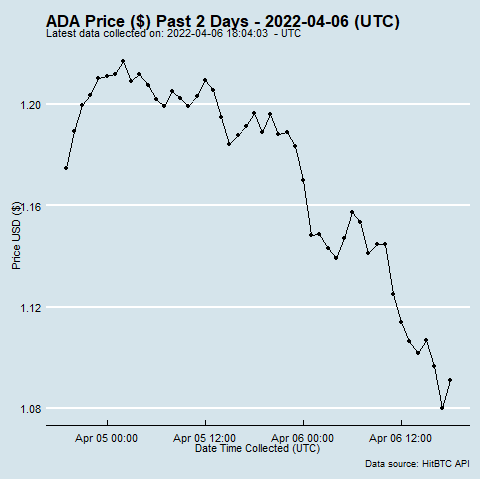 ADA Price ($) Past 2 Days - 2022-04-06 (UTC)
Latest data collected on: 2022-04-06 18:04:03  - UTC
1.20
1.16
1.12
1.08
Price USD ($)
Apr 05 00:00
Apr 05 12:00
Apr 06 00:00
Apr 06 12:00
Date Time Collected (UTC)
Data source: HitBTC API